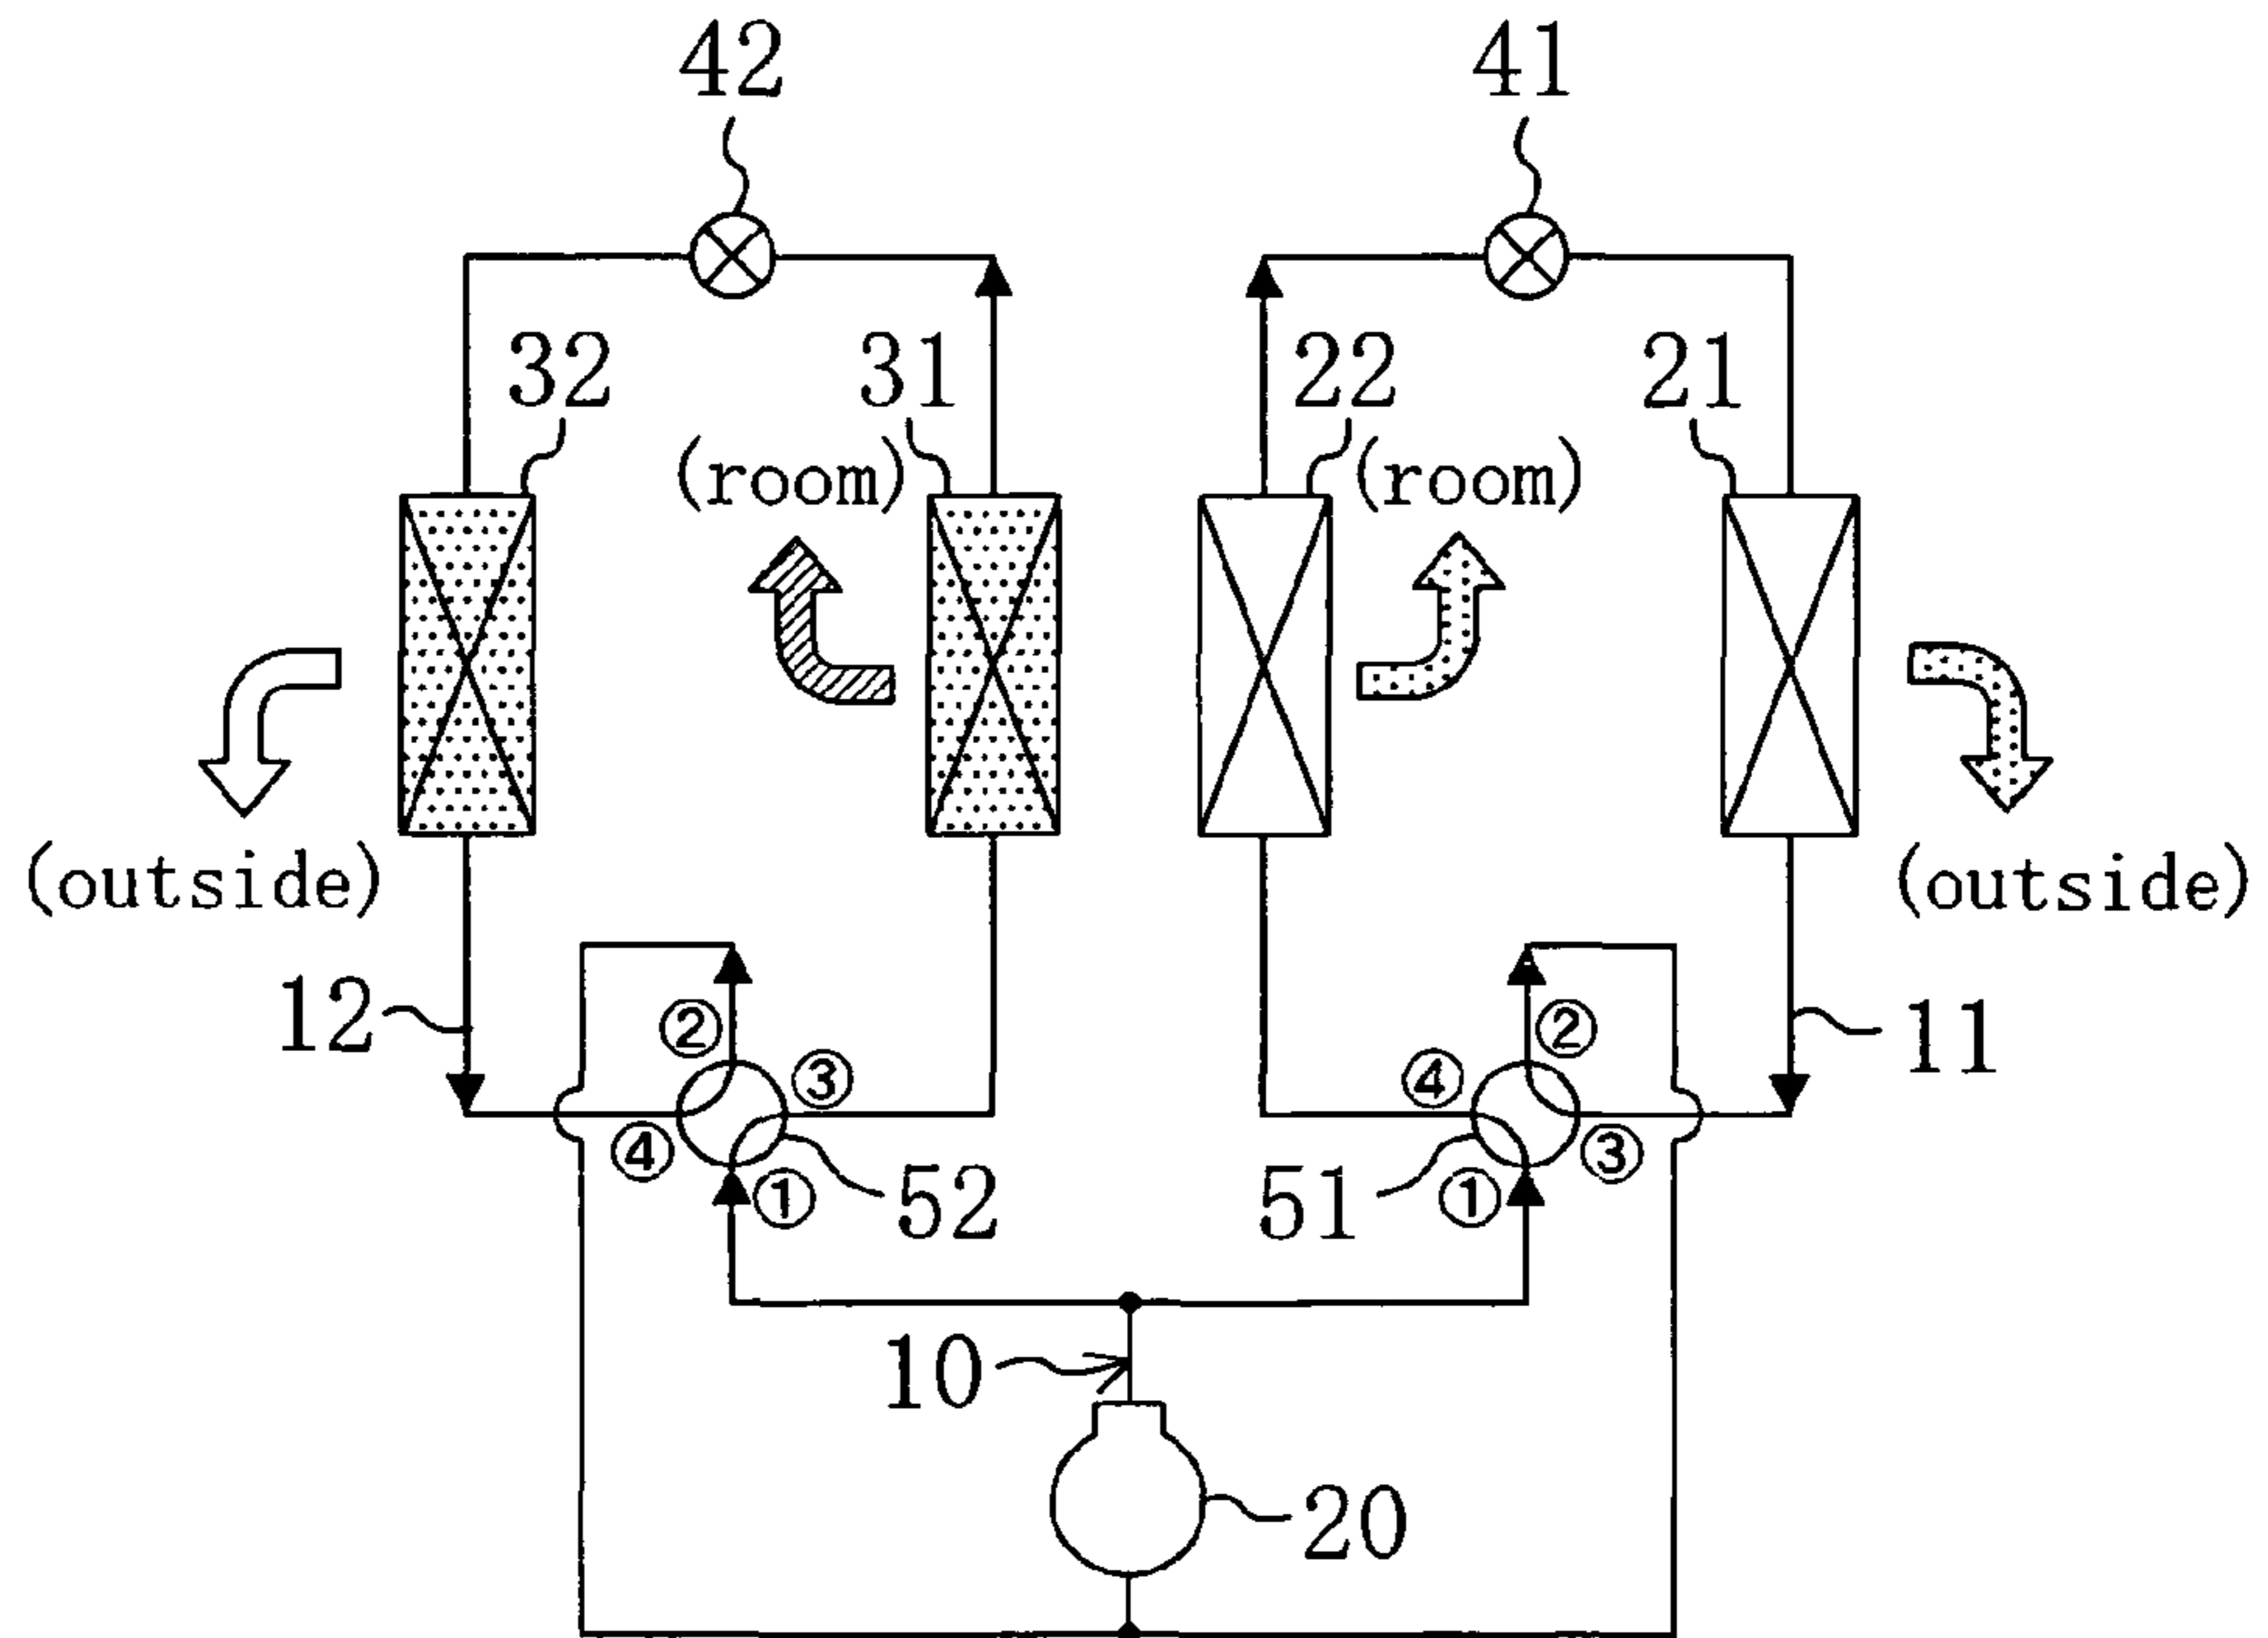 42 41
32 31 22 21
(room) (room)
(outside) (outside)
12 ② ② 11
③ ④
④ ③
① 52 51 ①
10
20